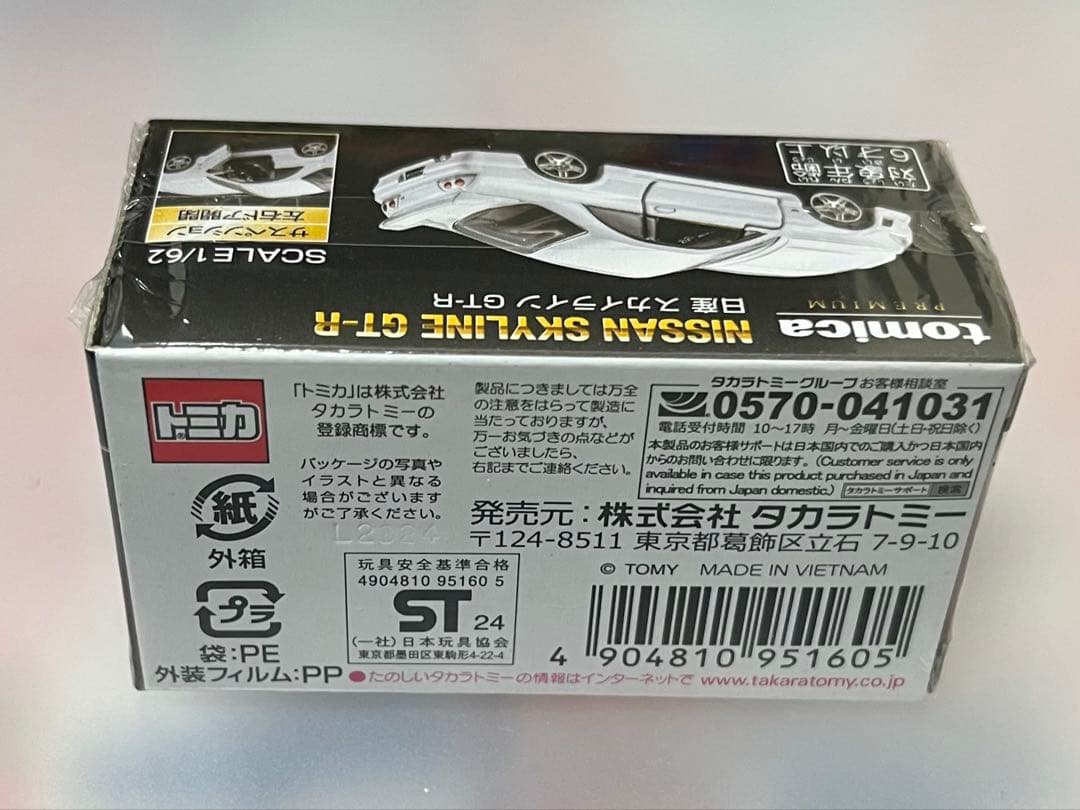 対象年齢
6才以上
サスペンション
左右ドア開閉
SCALE1/62
日産 スカイライン GT-R
NISSAN SKYLINE GT-R
tomica
PREMIUM
トミカ®
「トミカ」は株式会社
タカラトミーの
登録商標です。
パッケージの写真や
イラストと異なる
場合がございます
がご了承ください。
L2324
製品につきましては万全
の注意をはらって製造に
当たっておりますが、
万一お気づきの点などが
ございましたら、
右記までご連絡ください。
タカラトミーグループ お客様相談室
0570-041031
電話受付時間 10〜17時 月〜金曜日(土日・祝日除く)
本製品のお客様サポートは日本国内でのご購入かつ日本国内
からのお問い合わせに限ります。(Customer service is only
available in case this product purchased in Japan and
inquired from Japan domestic.) タカラトミーサポート 検索
発売元:株式会社 タカラトミー
〒124-8511 東京都葛飾区立石 7-9-10
© TOMY MADE IN VIETNAM
紙
外箱
プラ
袋:PE
外装フィルム:PP
玩具安全基準合格
4904810 95160 5
ST 24
(一社)日本玩具協会
東京都墨田区東駒形4-22-4
4 904810 951605
●たのしいタカラトミーの情報はインターネットで www.takaratomy.co.jp